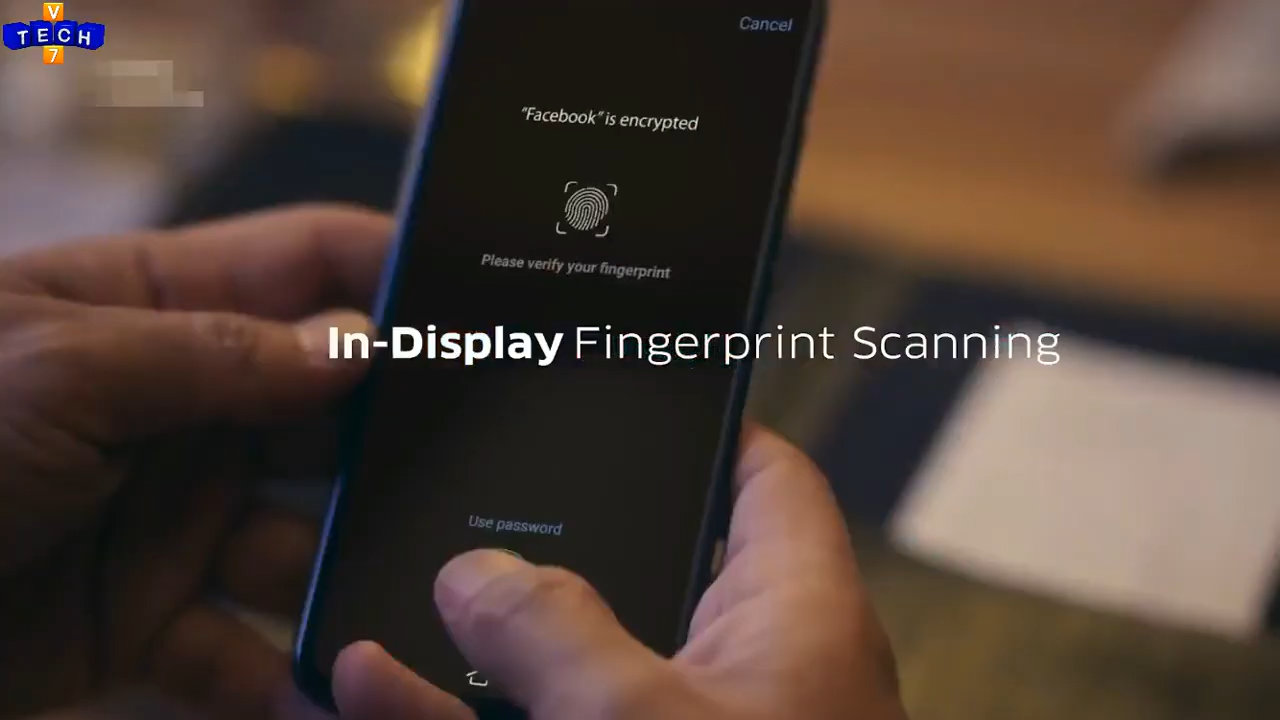 V
TECH
7
Cancel
“Facebook” is encrypted
Please verify your fingerprint
In-Display Fingerprint Scanning
Use password